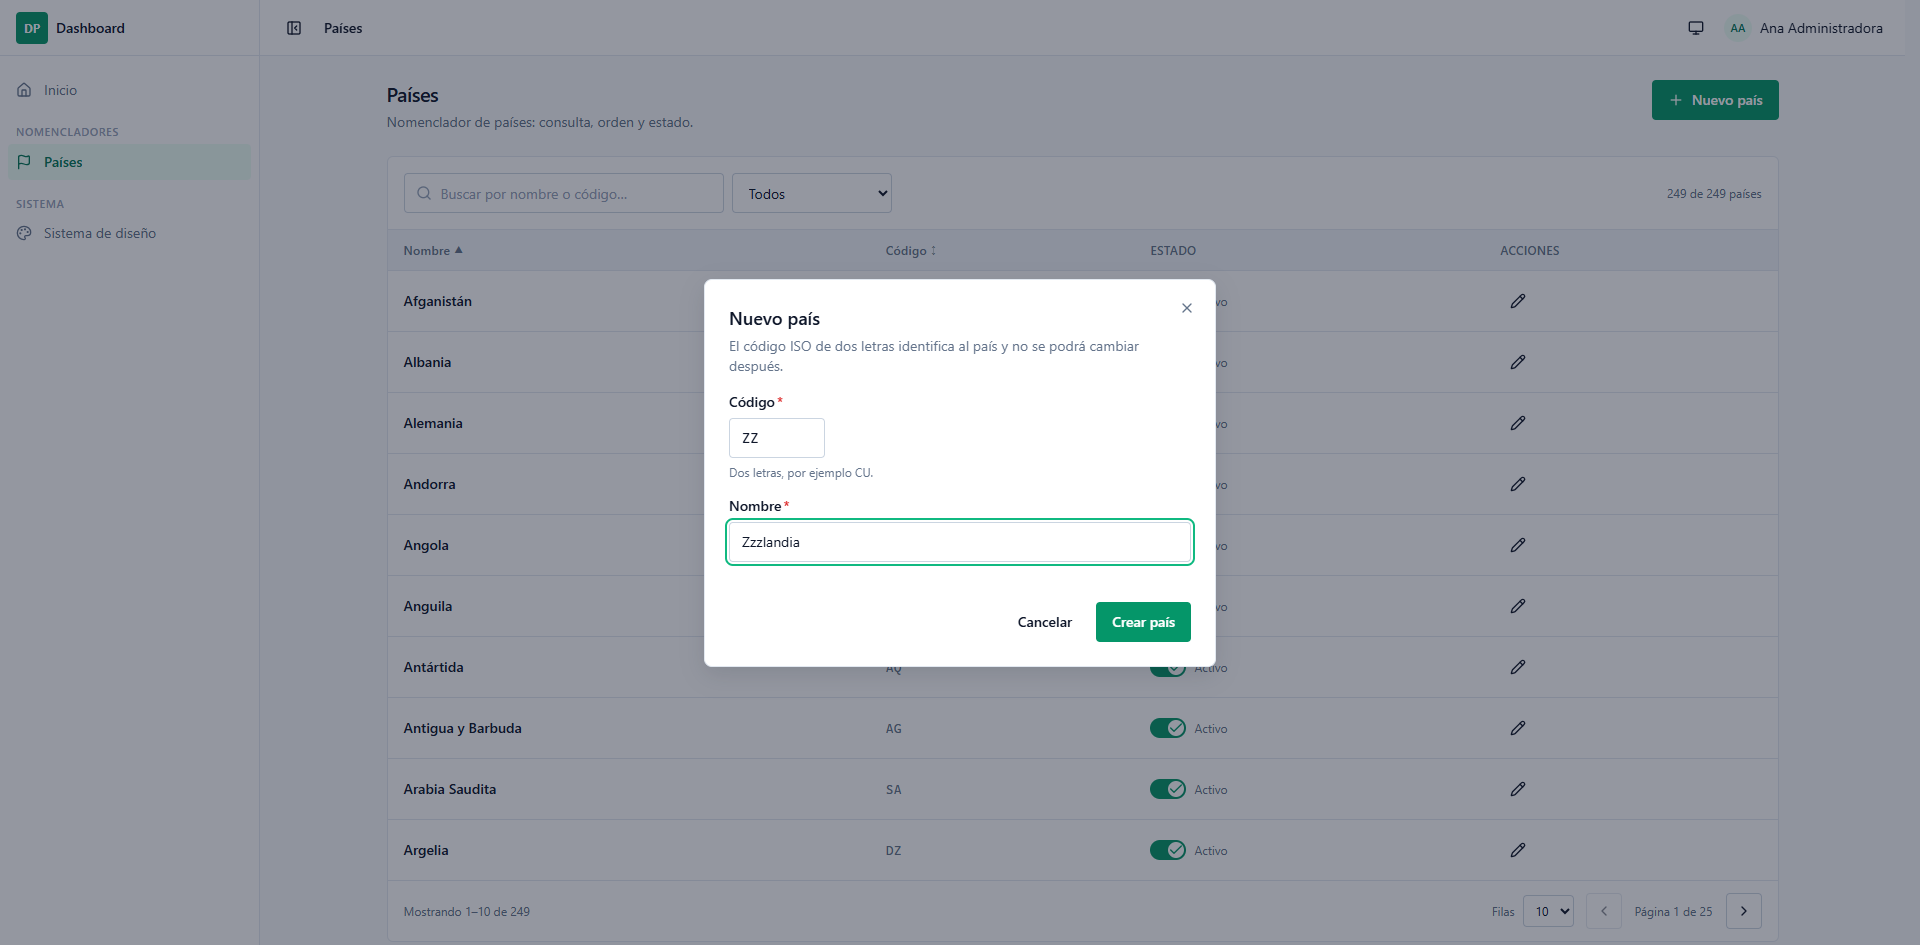 DP Dashboard
Países
AA Ana Administradora
Inicio
NOMENCLADORES
Países
SISTEMA
Sistema de diseño
Países
Nomenclador de países: consulta, orden y estado.
+ Nuevo país
Buscar por nombre o código...
Todos
249 de 249 países
Nombre Código ESTADO ACCIONES
Afganistán
Albania
Alemania
Andorra
Angola
Anguila
Antártida AQ Activo
Antigua y Barbuda AG Activo
Arabia Saudita SA Activo
Argelia DZ Activo
Mostrando 1–10 de 249
Filas 10 Página 1 de 25
Nuevo país
El código ISO de dos letras identifica al país y no se podrá cambiar
después.
Código*
ZZ
Dos letras, por ejemplo CU.
Nombre*
Zzzlandia
Cancelar Crear país